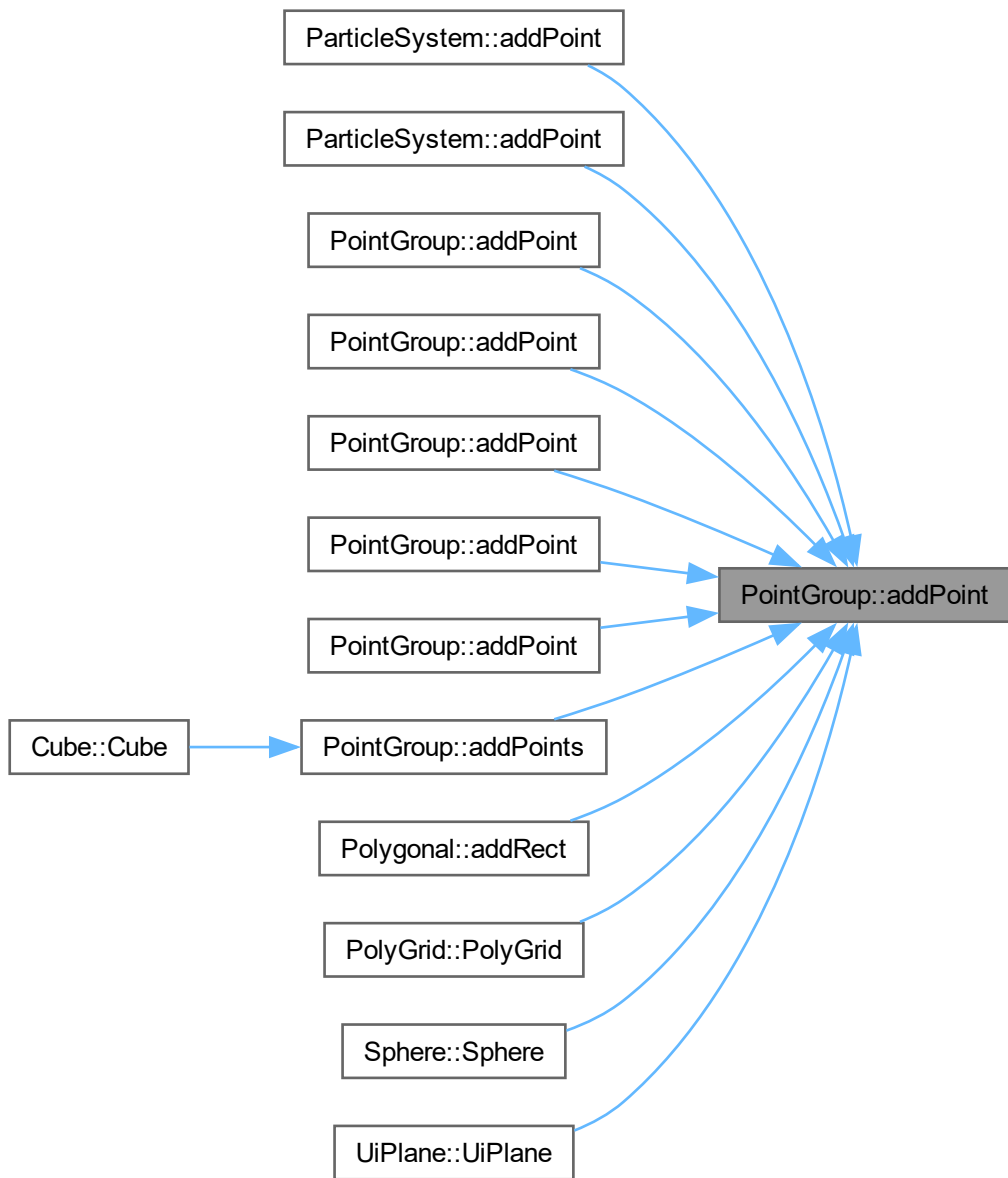 ParticleSystem::addPoint
ParticleSystem::addPoint
PointGroup::addPoint
PointGroup::addPoint
PointGroup::addPoint
PointGroup::addPoint
PointGroup::addPoint
PointGroup::addPoint
Cube::Cube
PointGroup::addPoints
Polygonal::addRect
PolyGrid::PolyGrid
Sphere::Sphere
UiPlane::UiPlane